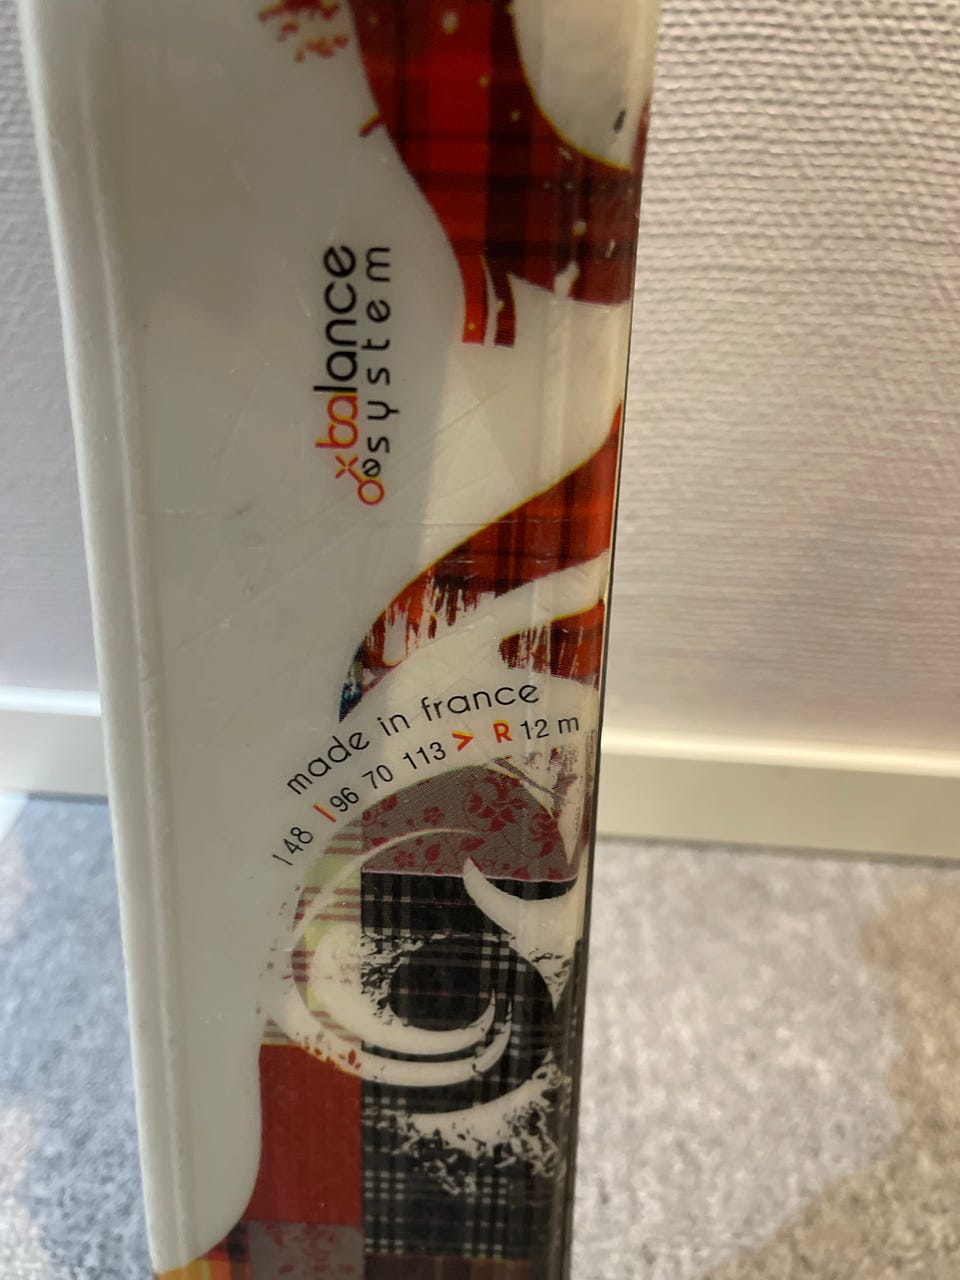 balance
system
made in france
148 | 96 70 113 > R 12 m